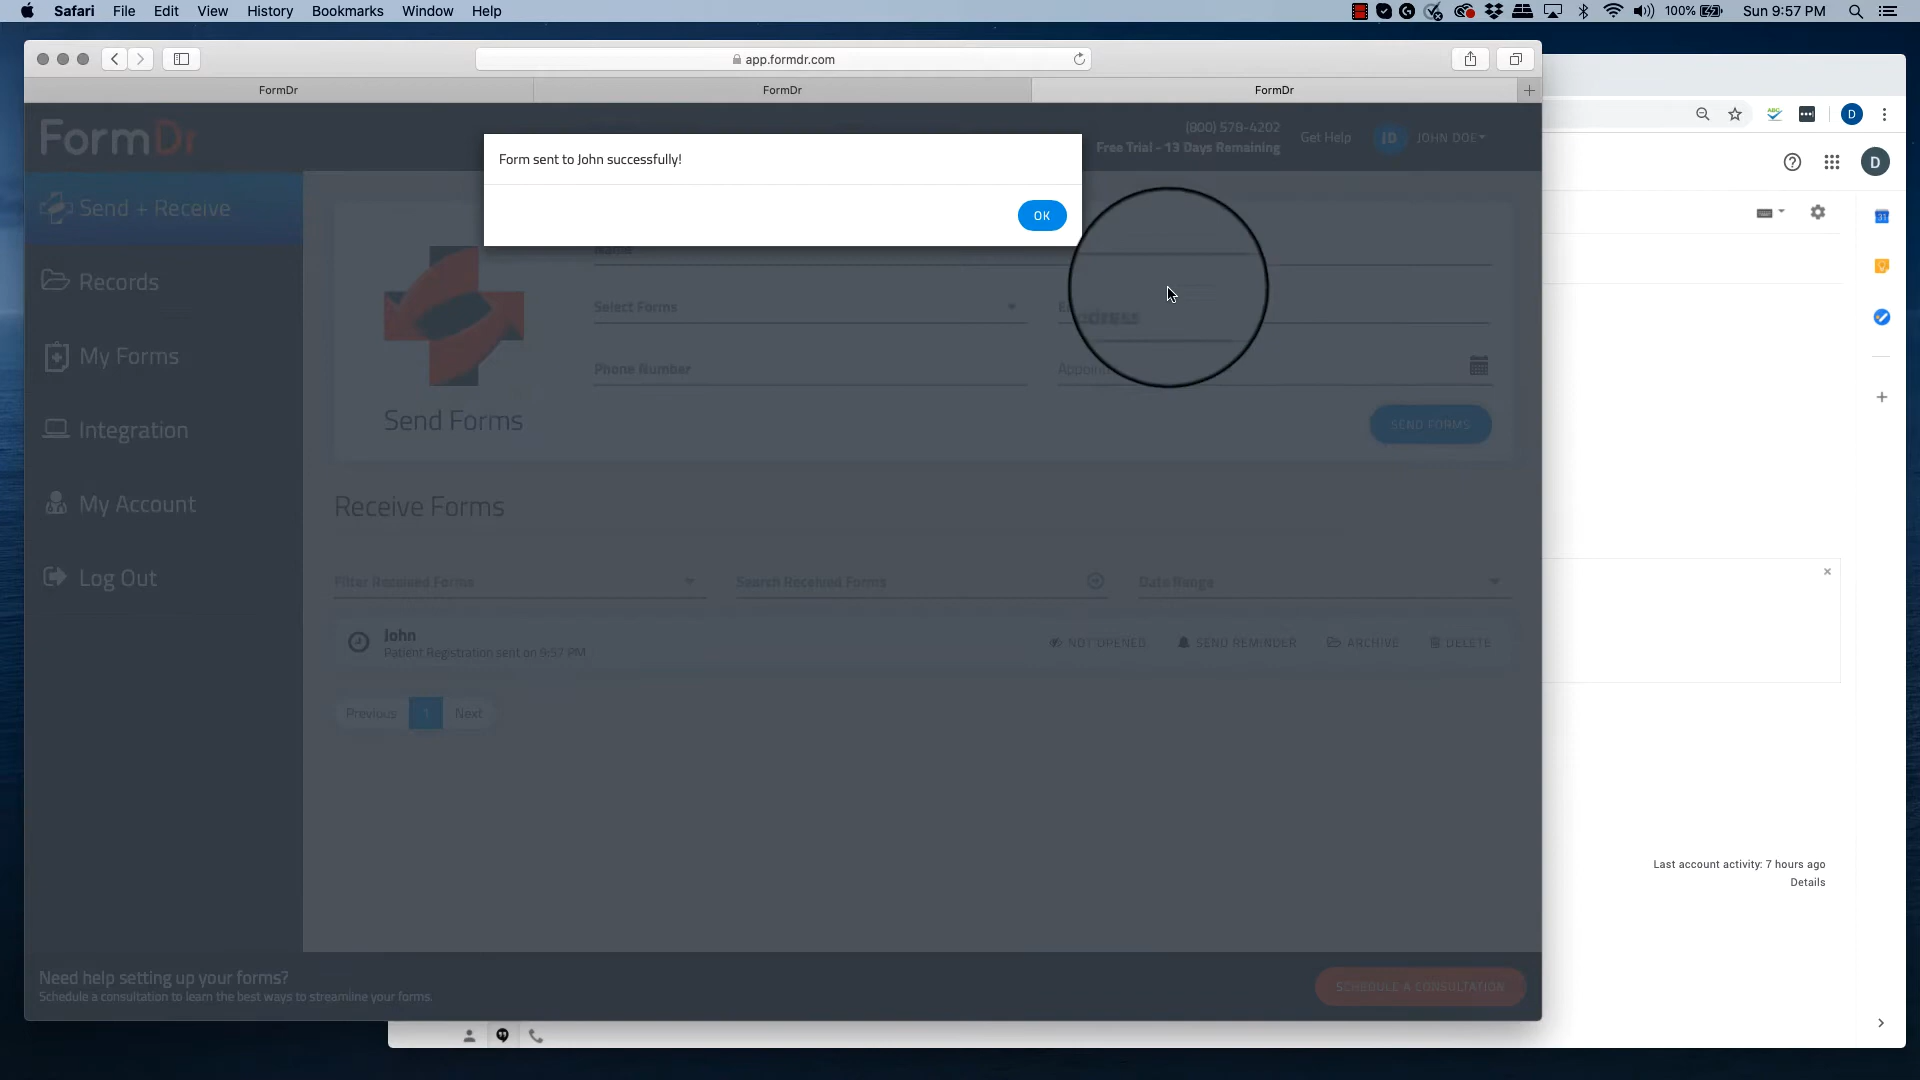 Safari File Edit View History Bookmarks Window Help
100% Sun 9:57 PM
app.formdr.com
FormDr FormDr FormDr
FormDr
(800) 579-4202
Free Trial - 13 Days Remaining
Get Help JD JOHN DOE
Form sent to John successfully!
OK
Send + Receive
Records
My Forms
Integration
My Account
Log Out
Name
Select Forms
Phone Number
Send Forms
SEND FORMS
Receive Forms
Filter Received Forms Search Received Forms Date Range
John
Patient Registration sent on 9:57 PM
NOT OPENED SEND REMINDER ARCHIVE DELETE
Previous 1 Next
Need help setting up your forms?
Schedule a consultation to learn the best ways to streamline your forms.
SCHEDULE A CONSULTATION
D
D
31
Last account activity: 7 hours ago
Details